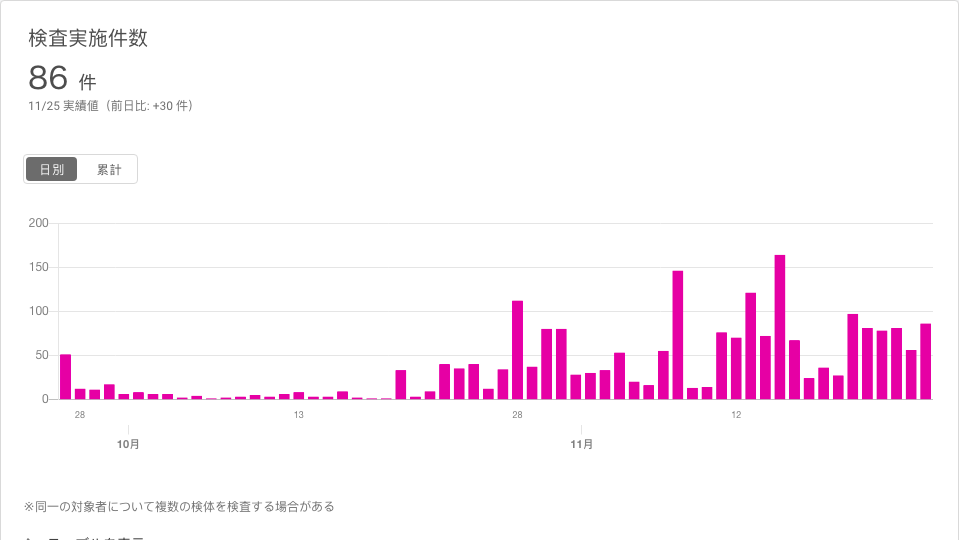 検査実施件数
86 件
11/25 実績値（前日比: +30 件）
日別 累計
200
150
100
50
0
28 13 28 12
10月 11月
※同一の対象者について複数の検体を検査する場合がある